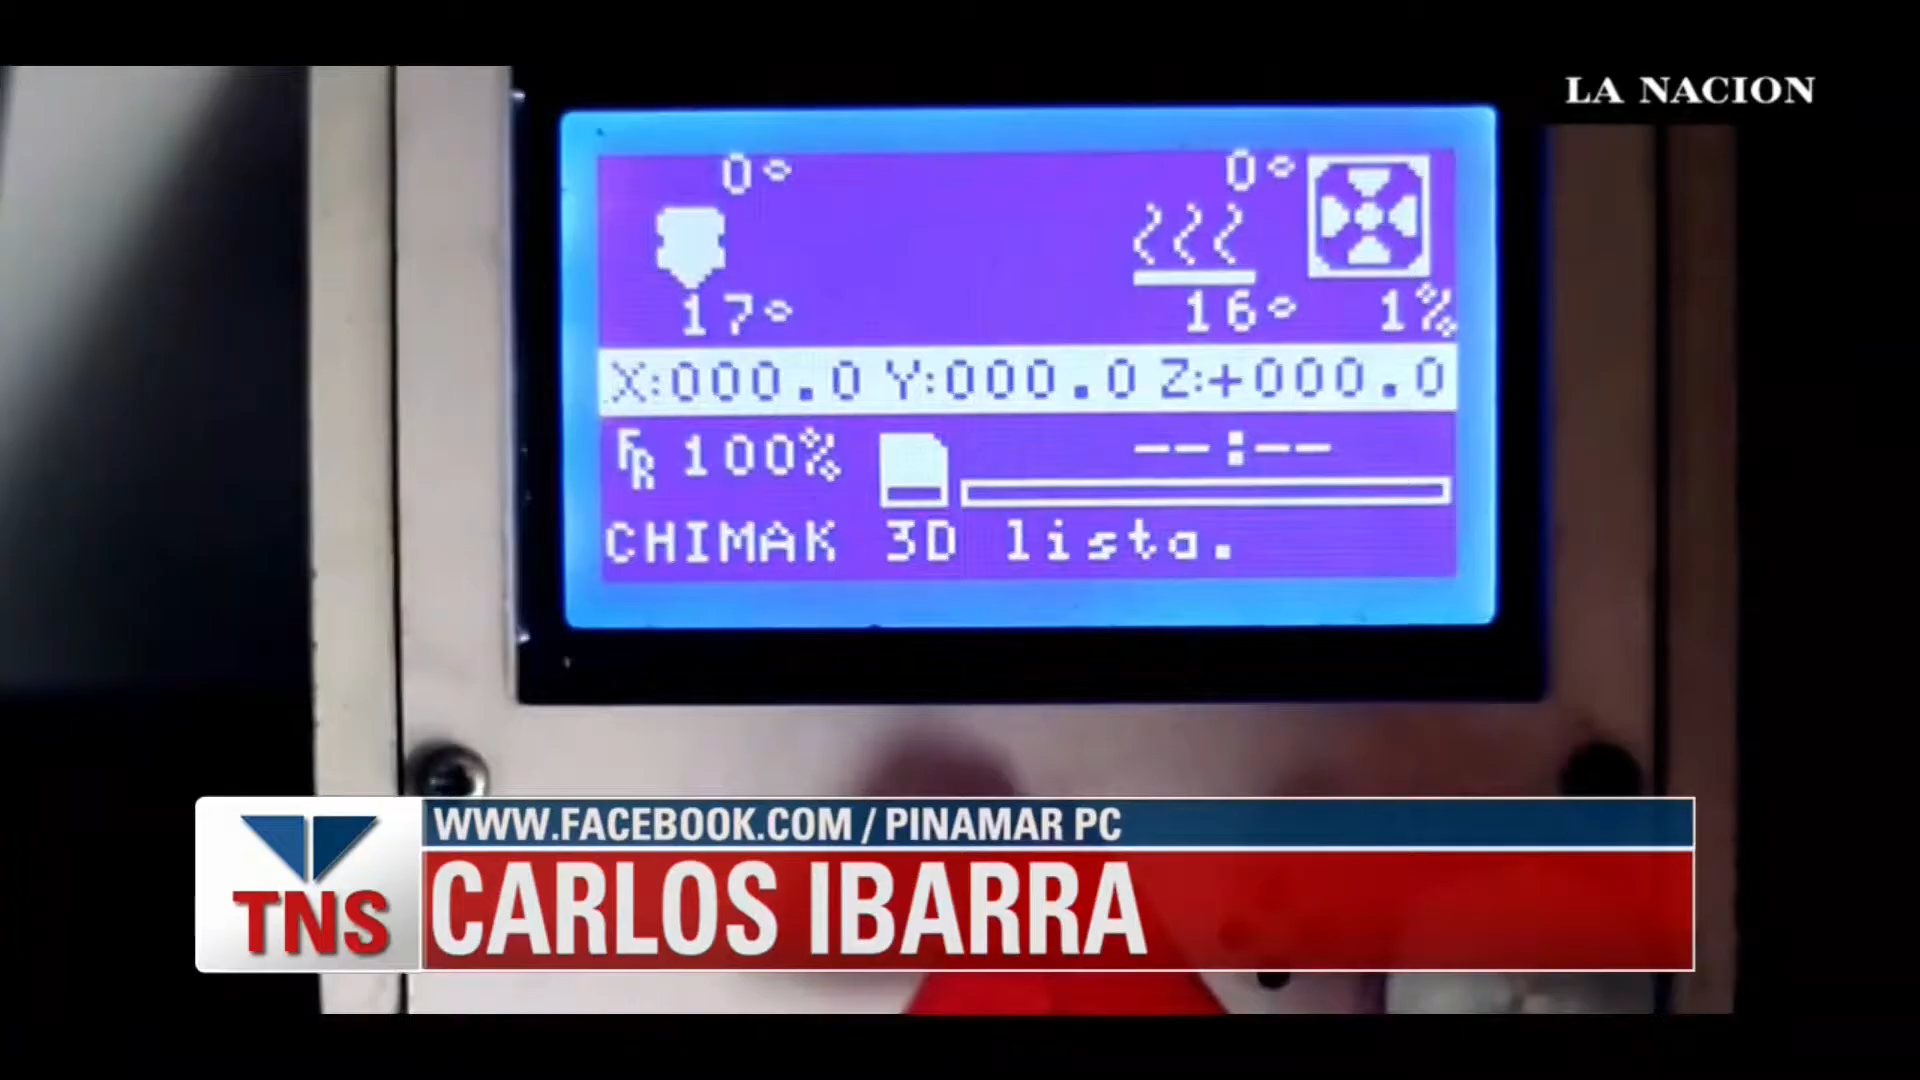 LA NACION
0° 0°
17° 16° 1%
X:000.0 Y:000.0 Z:+000.0
FR 100% --:--
CHIMAK 3D lista.
WWW.FACEBOOK.COM / PINAMAR PC
TNS
CARLOS IBARRA